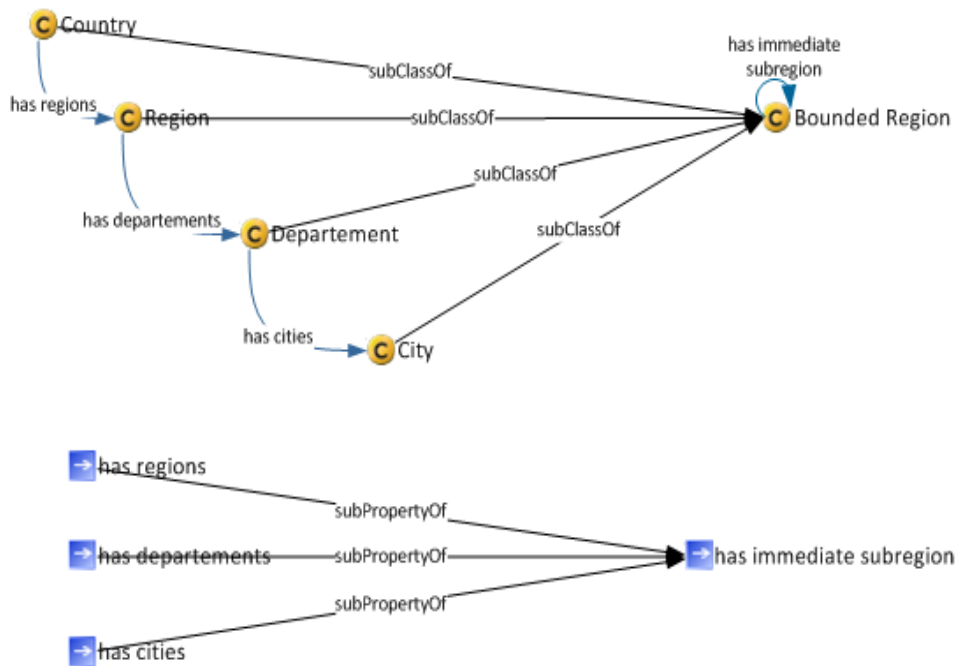 C Country
has immediate
subregion
subClassOf
has regions
C Region
subClassOf
C Bounded Region
subClassOf
has departements
C Departement
subClassOf
has cities
C City
has regions
subPropertyOf
has departements
subPropertyOf
has immediate subregion
subPropertyOf
has cities